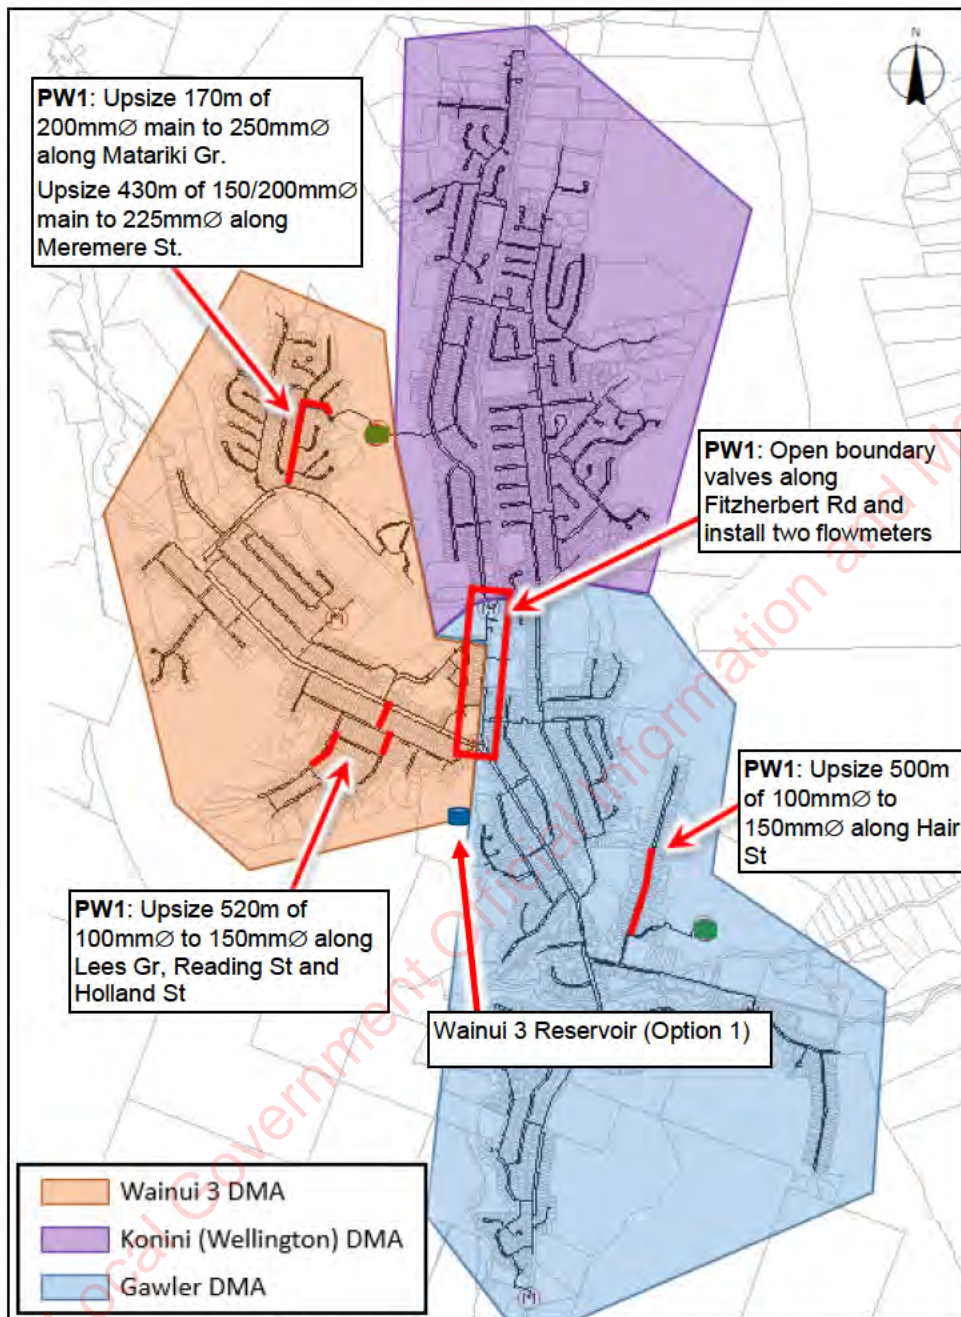 N
PW1: Upsize 170m of
200mm∅ main to 250mm∅
along Matariki Gr.
Upsize 430m of 150/200mm∅
main to 225mm∅ along
Meremere St.
PW1: Open boundary
valves along
Fitzherbert Rd and
install two flowmeters
PW1: Upsize 500m
of 100mm∅ to
150mm∅ along Hair
St
PW1: Upsize 520m of
100mm∅ to 150mm∅ along
Lees Gr, Reading St and
Holland St
Wainui 3 Reservoir (Option 1)
Wainui 3 DMA
Konini (Wellington) DMA
Gawler DMA
Local Government Official Information and M